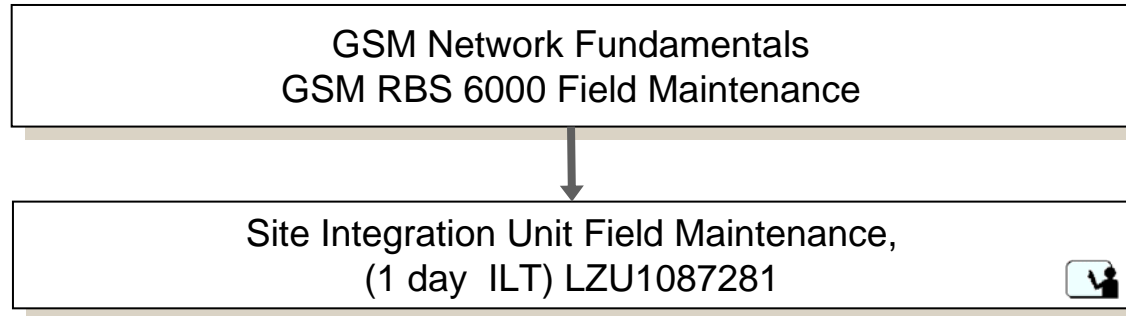 GSM Network Fundamentals
GSM RBS 6000 Field Maintenance
Site Integration Unit Field Maintenance,
(1 day ILT) LZU1087281